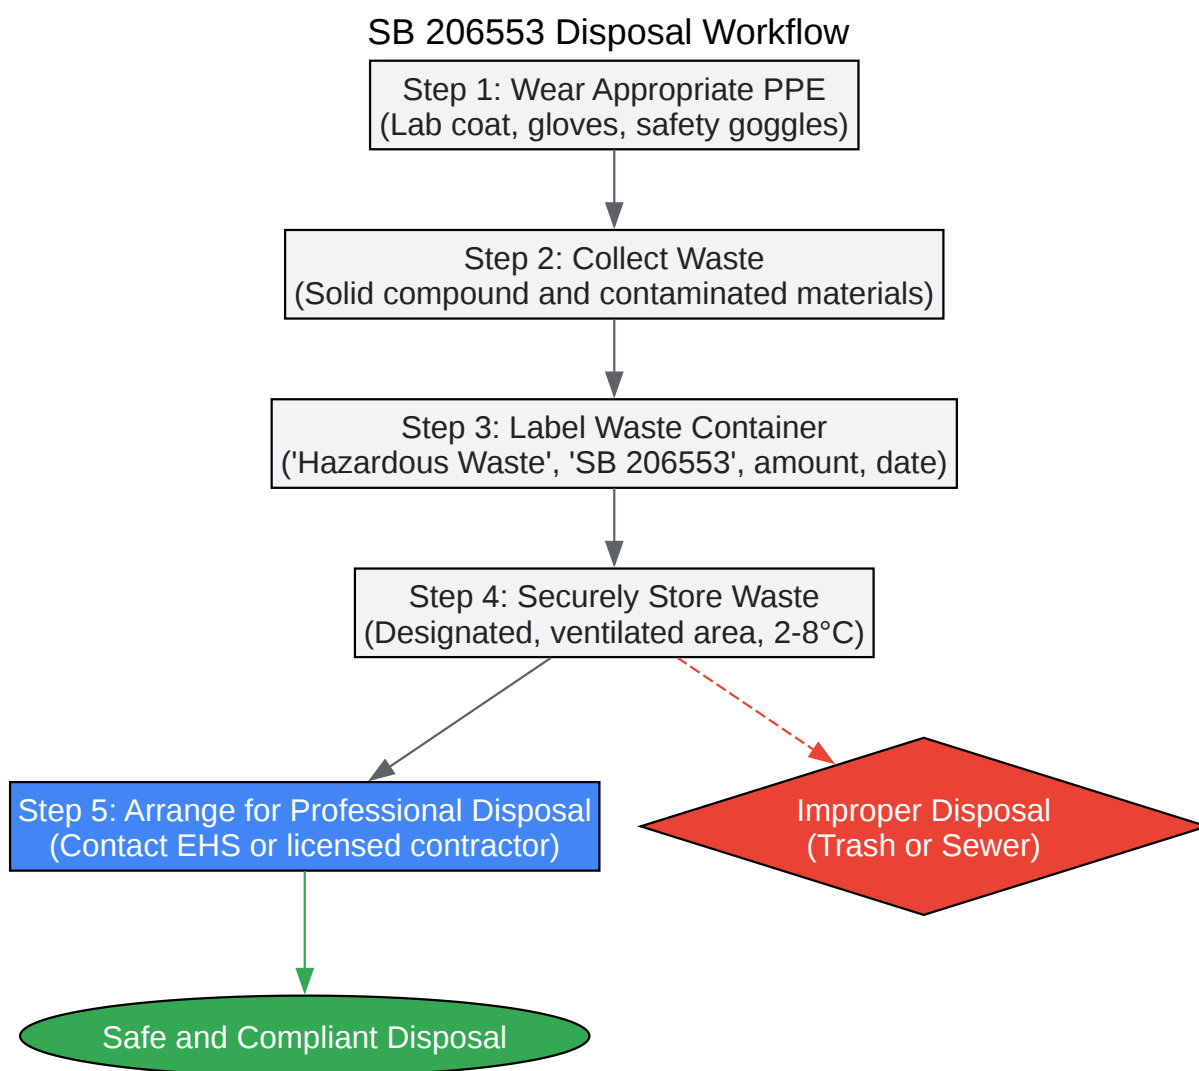 SB 206553 Disposal Workflow
Step 1: Wear Appropriate PPE
(Lab coat, gloves, safety goggles)
Step 2: Collect Waste
(Solid compound and contaminated materials)
Step 3: Label Waste Container
('Hazardous Waste', 'SB 206553', amount, date)
Step 4: Securely Store Waste
(Designated, ventilated area, 2-8°C)
Step 5: Arrange for Professional Disposal
(Contact EHS or licensed contractor)
Improper Disposal
(Trash or Sewer)
Safe and Compliant Disposal